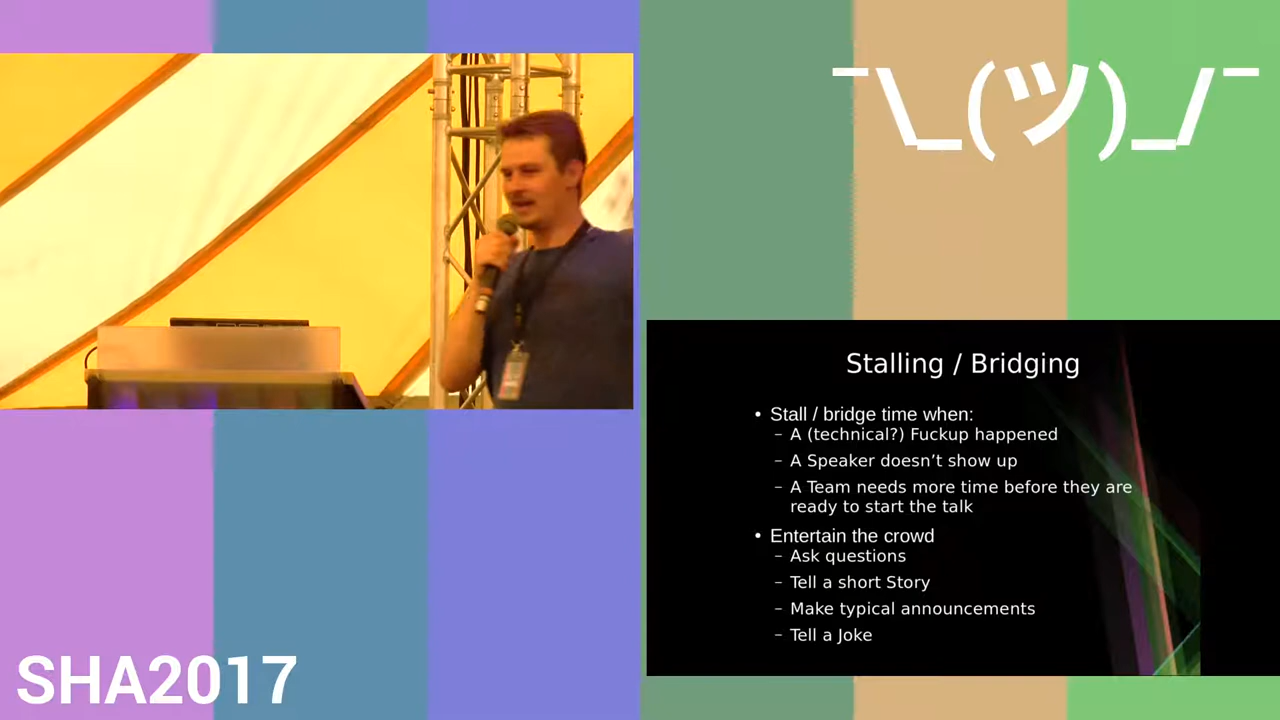 ¯\_(ツ)_/¯
Stalling / Bridging
• Stall / bridge time when:
– A (technical?) Fuckup happened
– A Speaker doesn’t show up
– A Team needs more time before they are
ready to start the talk
• Entertain the crowd
– Ask questions
– Tell a short Story
– Make typical announcements
– Tell a Joke
SHA2017